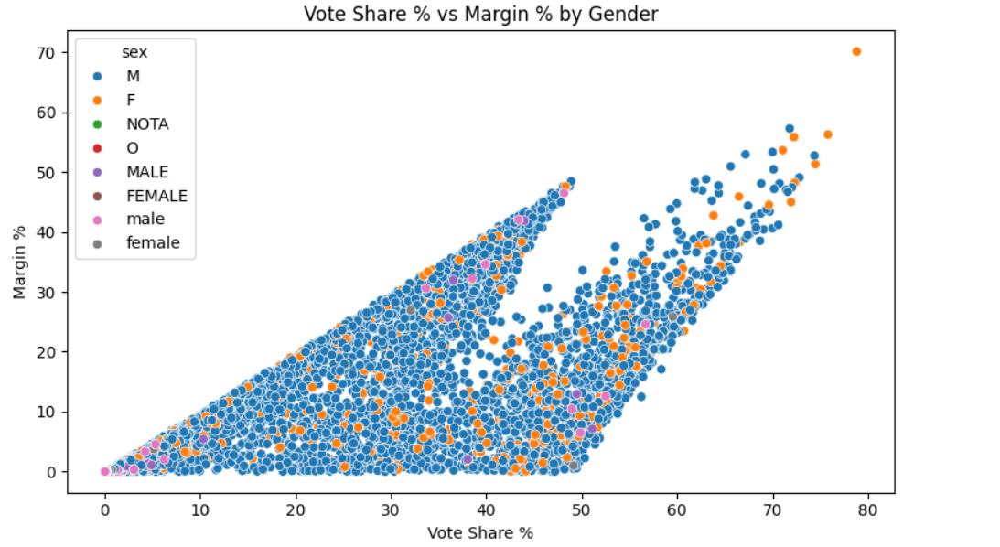 Vote Share % vs Margin % by Gender
sex
M
F
NOTA
O
MALE
FEMALE
male
female
70
60
50
40
30
20
10
0
Margin %
0 10 20 30 40 50 60 70 80
Vote Share %